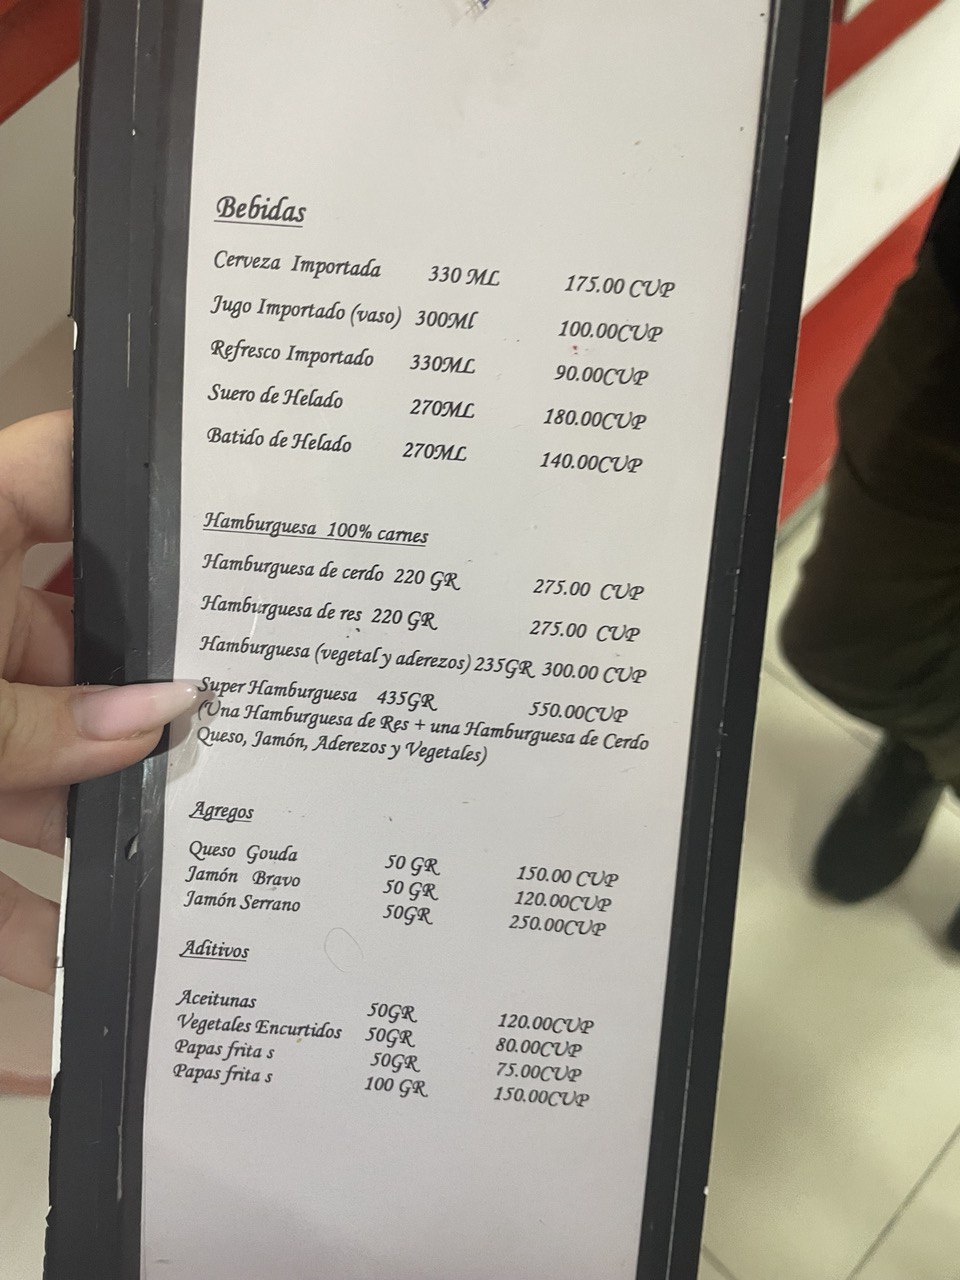 Bebidas
Cerveza Importada 330 ML 175.00 CUP
Jugo Importado (vaso) 300Ml 100.00CUP
Refresco Importado 330ML 90.00CUP
Suero de Helado 270ML 180.00CUP
Batido de Helado 270ML 140.00CUP
Hamburguesa 100% carnes
Hamburguesa de cerdo 220 GR 275.00 CUP
Hamburguesa de res 220 GR 275.00 CUP
Hamburguesa (vegetal y aderezos) 235GR 300.00 CUP
Super Hamburguesa 435GR 550.00CUP
(Una Hamburguesa de Res + una Hamburguesa de Cerdo
Queso, Jamón, Aderezos y Vegetales)
Agregos
Queso Gouda 50 GR 150.00 CUP
Jamón Bravo 50 GR 120.00CUP
Jamón Serrano 50GR 250.00CUP
Aditivos
Aceitunas 50GR 120.00CUP
Vegetales Encurtidos 50GR 80.00CUP
Papas frita s 50GR 75.00CUP
Papas frita s 100 GR 150.00CUP